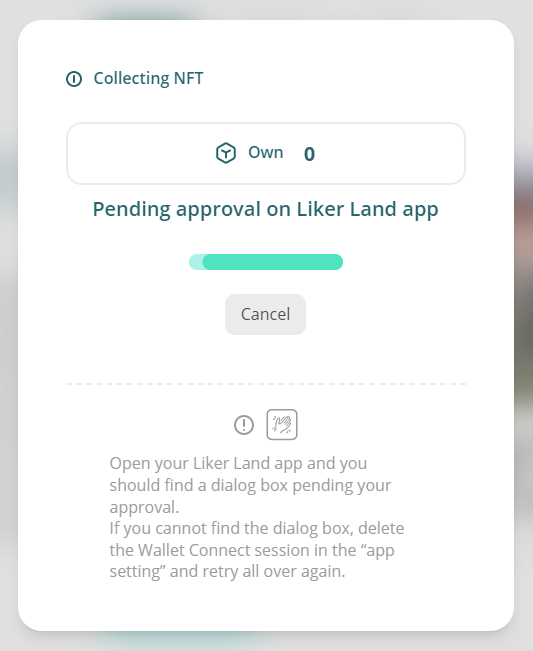 Collecting NFT
Own 0
Pending approval on Liker Land app
Cancel
Open your Liker Land app and you
should find a dialog box pending your
approval.
If you cannot find the dialog box, delete
the Wallet Connect session in the “app
setting” and retry all over again.